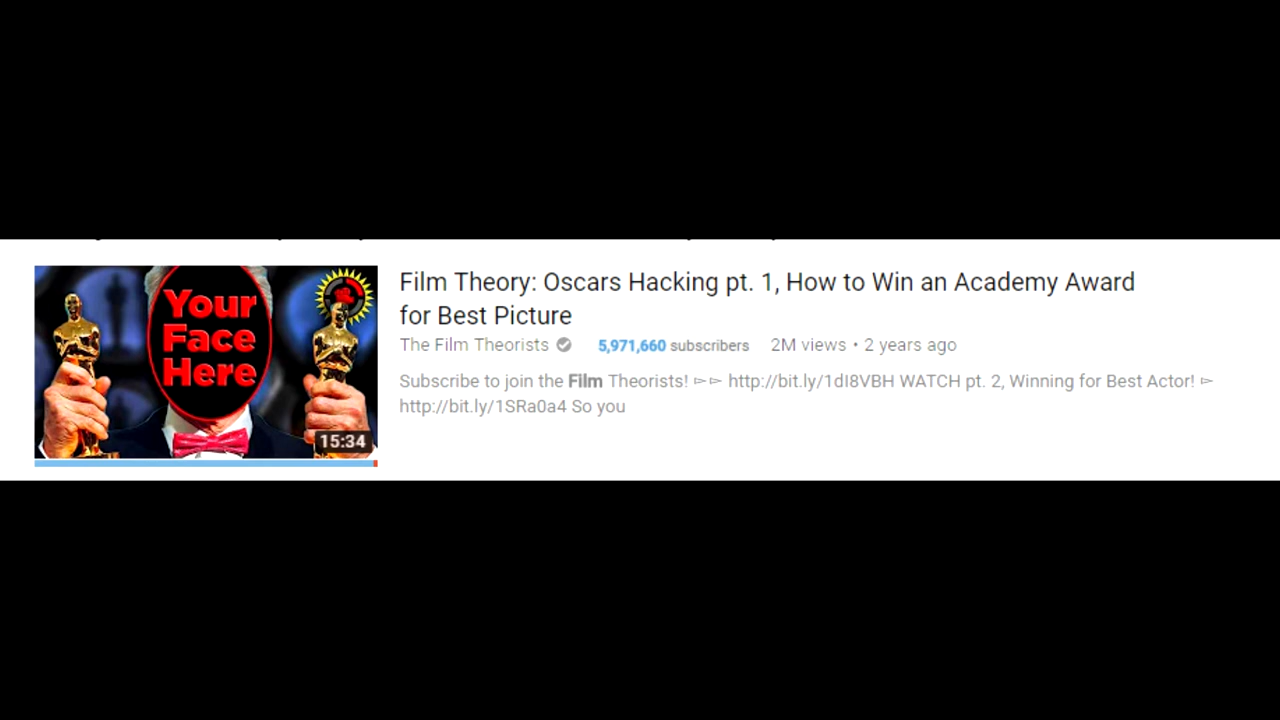 Your
Face
Here
15:34
Film Theory: Oscars Hacking pt. 1, How to Win an Academy Award
for Best Picture
The Film Theorists 5,971,660 subscribers 2M views • 2 years ago
Subscribe to join the Film Theorists! ▻▻ http://bit.ly/1dI8VBH WATCH pt. 2, Winning for Best Actor! ▻
http://bit.ly/1SRa0a4 So you